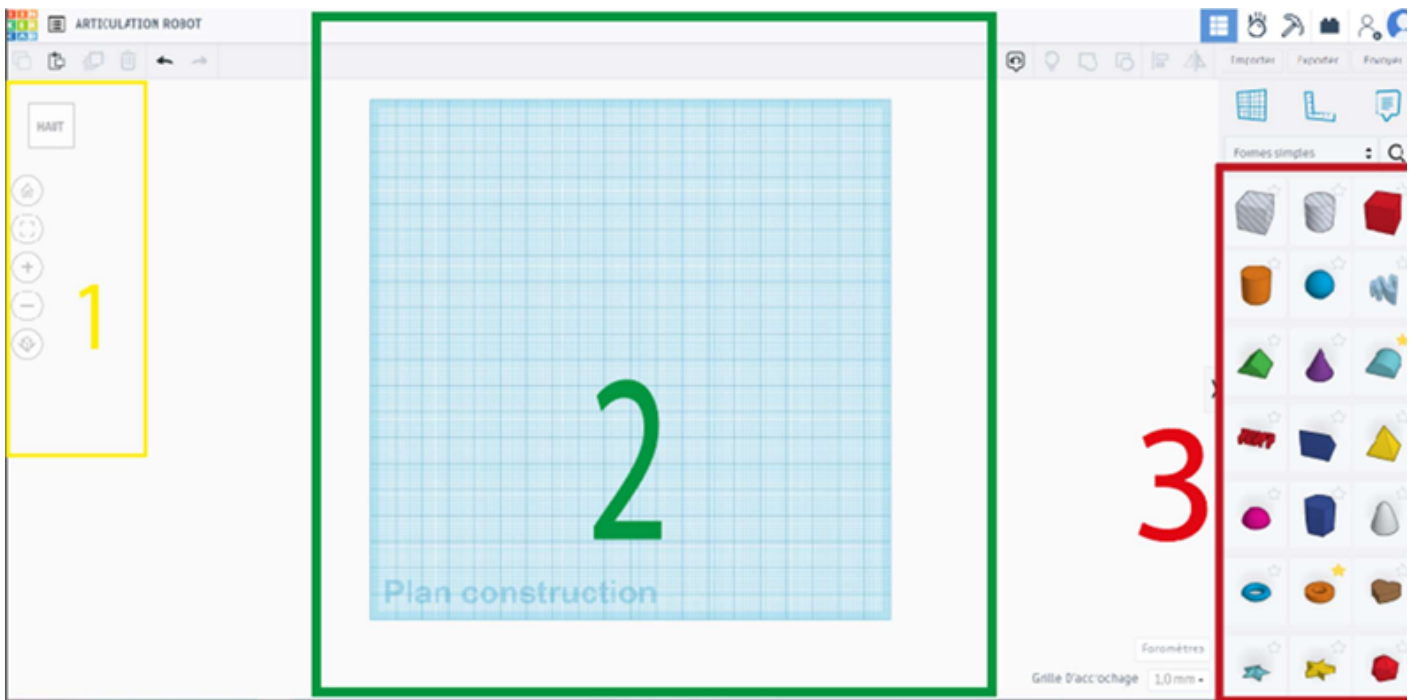 ARTICULATION ROBOT
Importer Exporter Envoyer
HAUT
Formes simples
1
2
3
Plan construction
Paramètres
Grille D'accrochage 1,0 mm